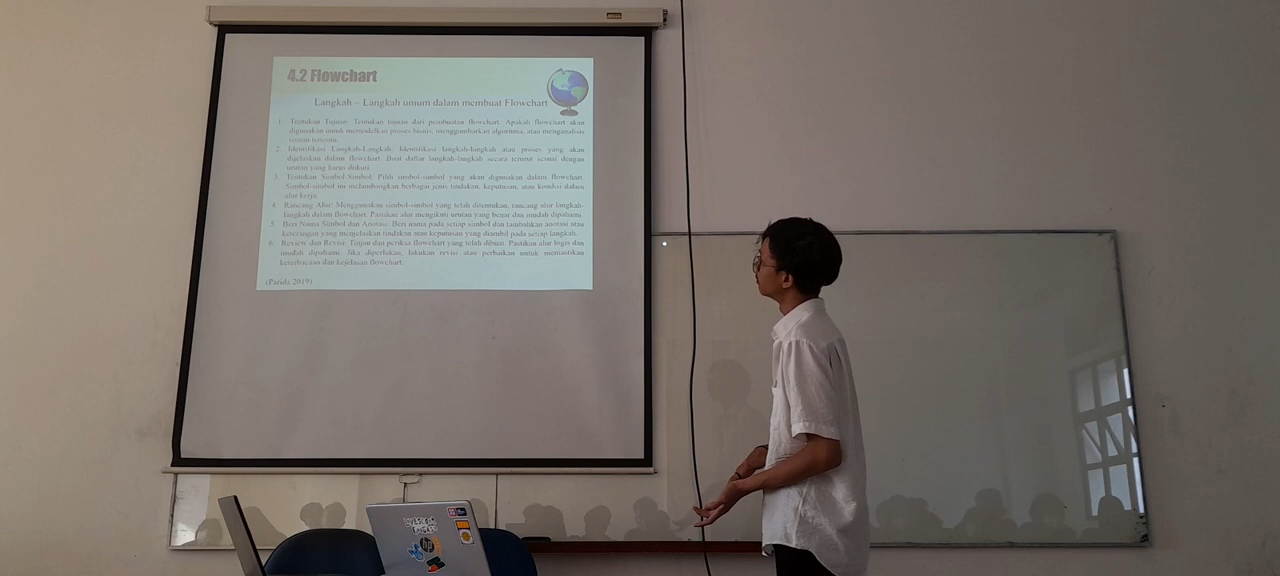 4.2 Flowchart
Langkah – Langkah umum dalam membuat Flowchart
1. Tentukan Tujuan: Tentukan tujuan dari pembuatan flowchart. Apakah flowchart akan
digunakan untuk memodelkan proses bisnis, menggambarkan algoritma, atau menganalisis
sistem tertentu.
2. Identifikasi Langkah-Langkah: Identifikasi langkah-langkah atau proses yang akan
dijelaskan dalam flowchart. Buat daftar langkah-langkah secara terurut sesuai dengan
urutan yang harus diikuti
3. Tentukan Simbol-Simbol: Pilih simbol-simbol yang akan digunakan dalam flowchart.
Simbol-simbol ini melambangkan berbagai jenis tindakan, keputusan, atau kondisi dalam
alur kerja
4. Rancang Alur: Menggunakan simbol-simbol yang telah ditentukan, rancang alur langkah-
langkah dalam flowchart. Pastikan alur mengikuti urutan yang benar dan mudah dipahami.
5. Beri Nama Simbol dan Anotasi: Beri nama pada setiap simbol dan tambahkan anotasi atau
keterangan yang menjelaskan tindakan atau keputusan yang diambil pada setiap langkah.
6. Review dan Revisi: Tinjau dan periksa flowchart yang telah dibuat. Pastikan alur logis dan
mudah dipahami. Jika diperlukan, lakukan revisi atau perbaikan untuk memastikan
keterbacaan dan kejelasan flowchart.
(Parida 2019)
hp